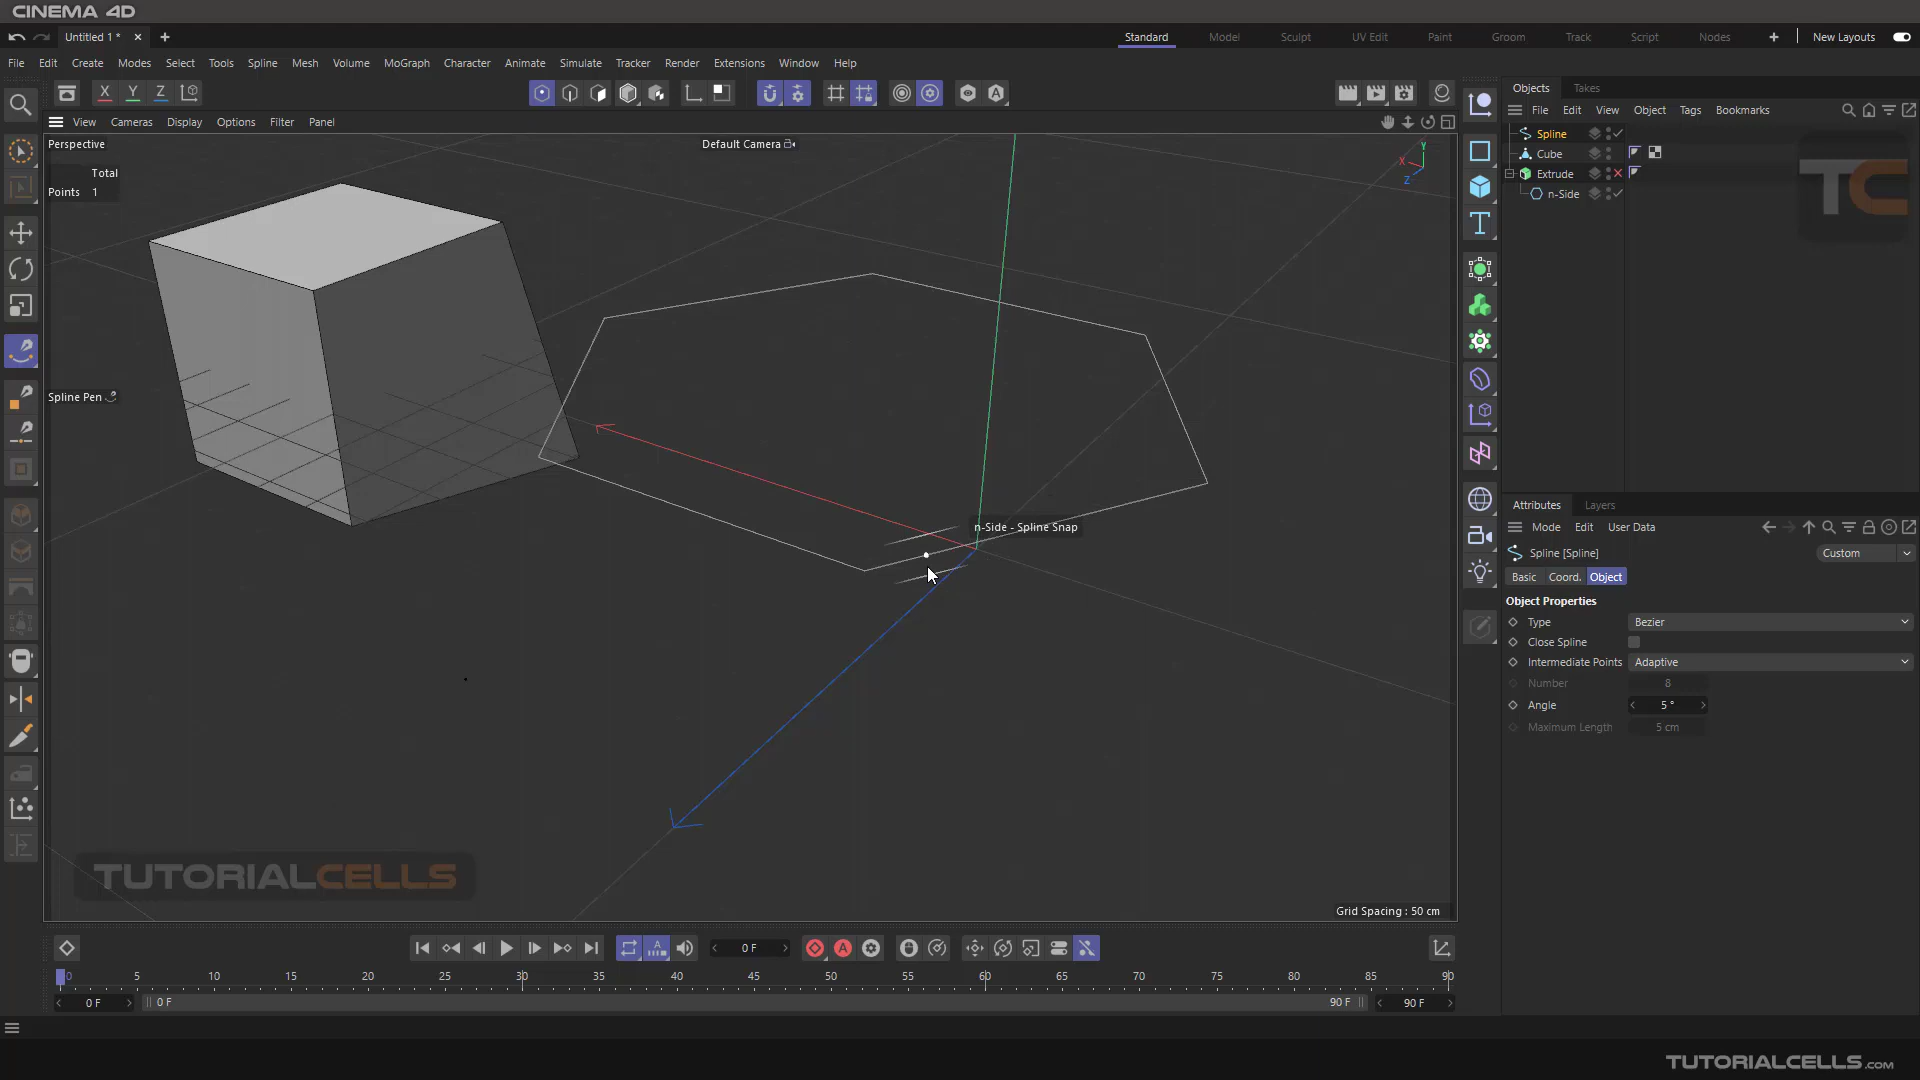 CINEMA 4D
Untitled 1 *
Standard
Model
Sculpt
UV Edit
Paint
Groom
Track
Script
Nodes
New Layouts
File Edit Create Modes Select Tools Spline Mesh Volume MoGraph Character Animate Simulate Tracker Render Extensions Window Help
X Y Z
View Cameras Display Options Filter Panel
Perspective
Default Camera
Total
Points 1
Y
X
Z
Spline Pen
n-Side - Spline Snap
TUTORIALCELLS
Grid Spacing : 50 cm
0 F
0 5 10 15 20 25 30 35 40 45 50 55 60 65 70 75 80 85 90
0 F
0 F
90 F
90 F
Objects Takes
File Edit View Object Tags Bookmarks
Spline
Cube
Extrude
n-Side
TC
Attributes Layers
Mode Edit User Data
Spline [Spline]
Custom
Basic Coord. Object
Object Properties
Type Bezier
Close Spline
Intermediate Points Adaptive
Number 8
Angle 5 °
Maximum Length 5 cm
TUTORIALCELLS.COM